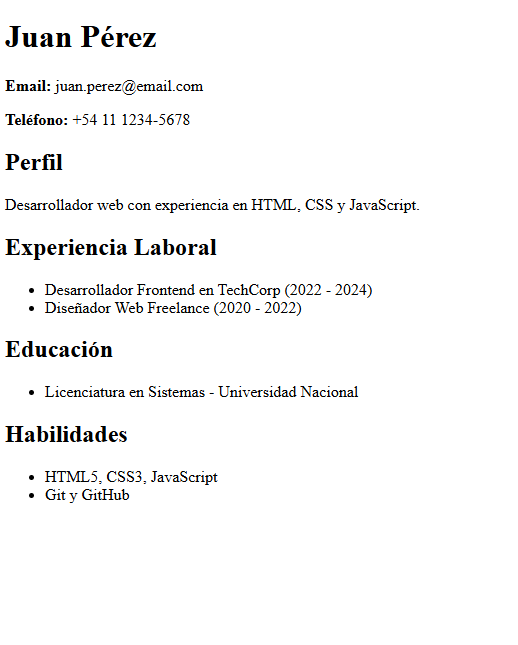 Juan Pérez
Email: juan.perez@email.com
Teléfono: +54 11 1234-5678
Perfil
Desarrollador web con experiencia en HTML, CSS y JavaScript.
Experiencia Laboral
• Desarrollador Frontend en TechCorp (2022 - 2024)
• Diseñador Web Freelance (2020 - 2022)
Educación
• Licenciatura en Sistemas - Universidad Nacional
Habilidades
• HTML5, CSS3, JavaScript
• Git y GitHub